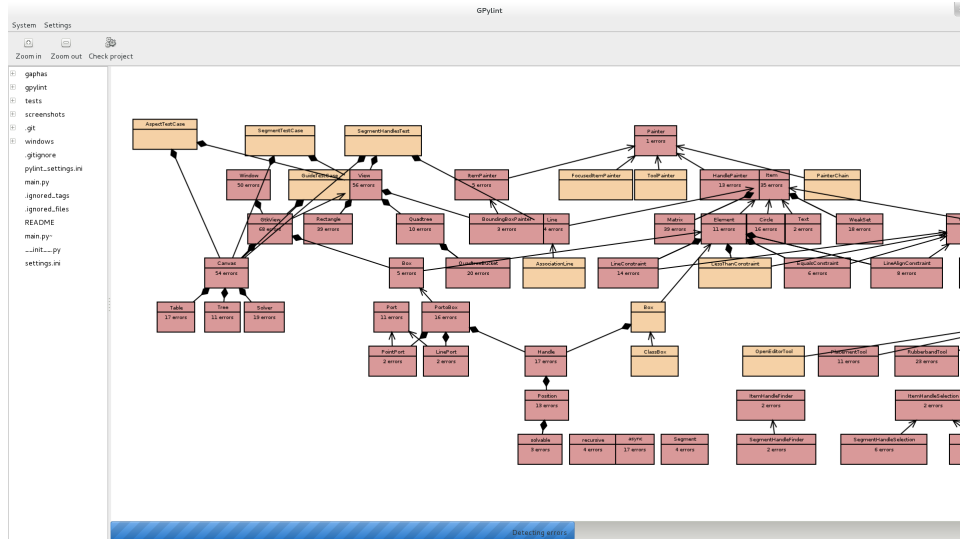 GPylint
System Settings
Zoom in Zoom out Check project
gaphas
gpylint
tests
screenshots
.git
windows
.gitignore
pylint_settings.ini
main.py
.ignored_tags
.ignored_files
README
main.py~
__init__.py
settings.ini
AspectTestCase
SegmentTestCase
SegmentHandlesTest
Painter
1 errors
Window
50 errors
View
56 errors
ItemPainter
5 errors
FocusedItemPainter
ToolPainter
HandlePainter
13 errors
Item
35 errors
PainterChain
GtkView
68 errors
Rectangle
39 errors
Quadtree
10 errors
BoundingBoxPainter
3 errors
Line
4 errors
Matrix
39 errors
Element
11 errors
Circle
16 errors
Text
2 errors
WeakSet
18 errors
Canvas
54 errors
Box
5 errors
20 errors
AssociationLine
LineConstraint
14 errors
LessThanConstraint
EqualsConstraint
6 errors
LineAlignConstraint
9 errors
Table
17 errors
Tree
11 errors
Solver
19 errors
Port
11 errors
PortoBox
16 errors
Box
PointPort
2 errors
LinePort
2 errors
Handle
17 errors
ClassBox
OpenEditorTool
PlacementTool
11 errors
RubberbandTool
23 errors
Position
19 errors
ItemHandleFinder
2 errors
ItemHandleSelection
2 errors
solvable
9 errors
recursive
4 errors
async
17 errors
Segment
4 errors
SegmentHandleFinder
2 errors
SegmentHandleSelection
6 errors
Detecting errors